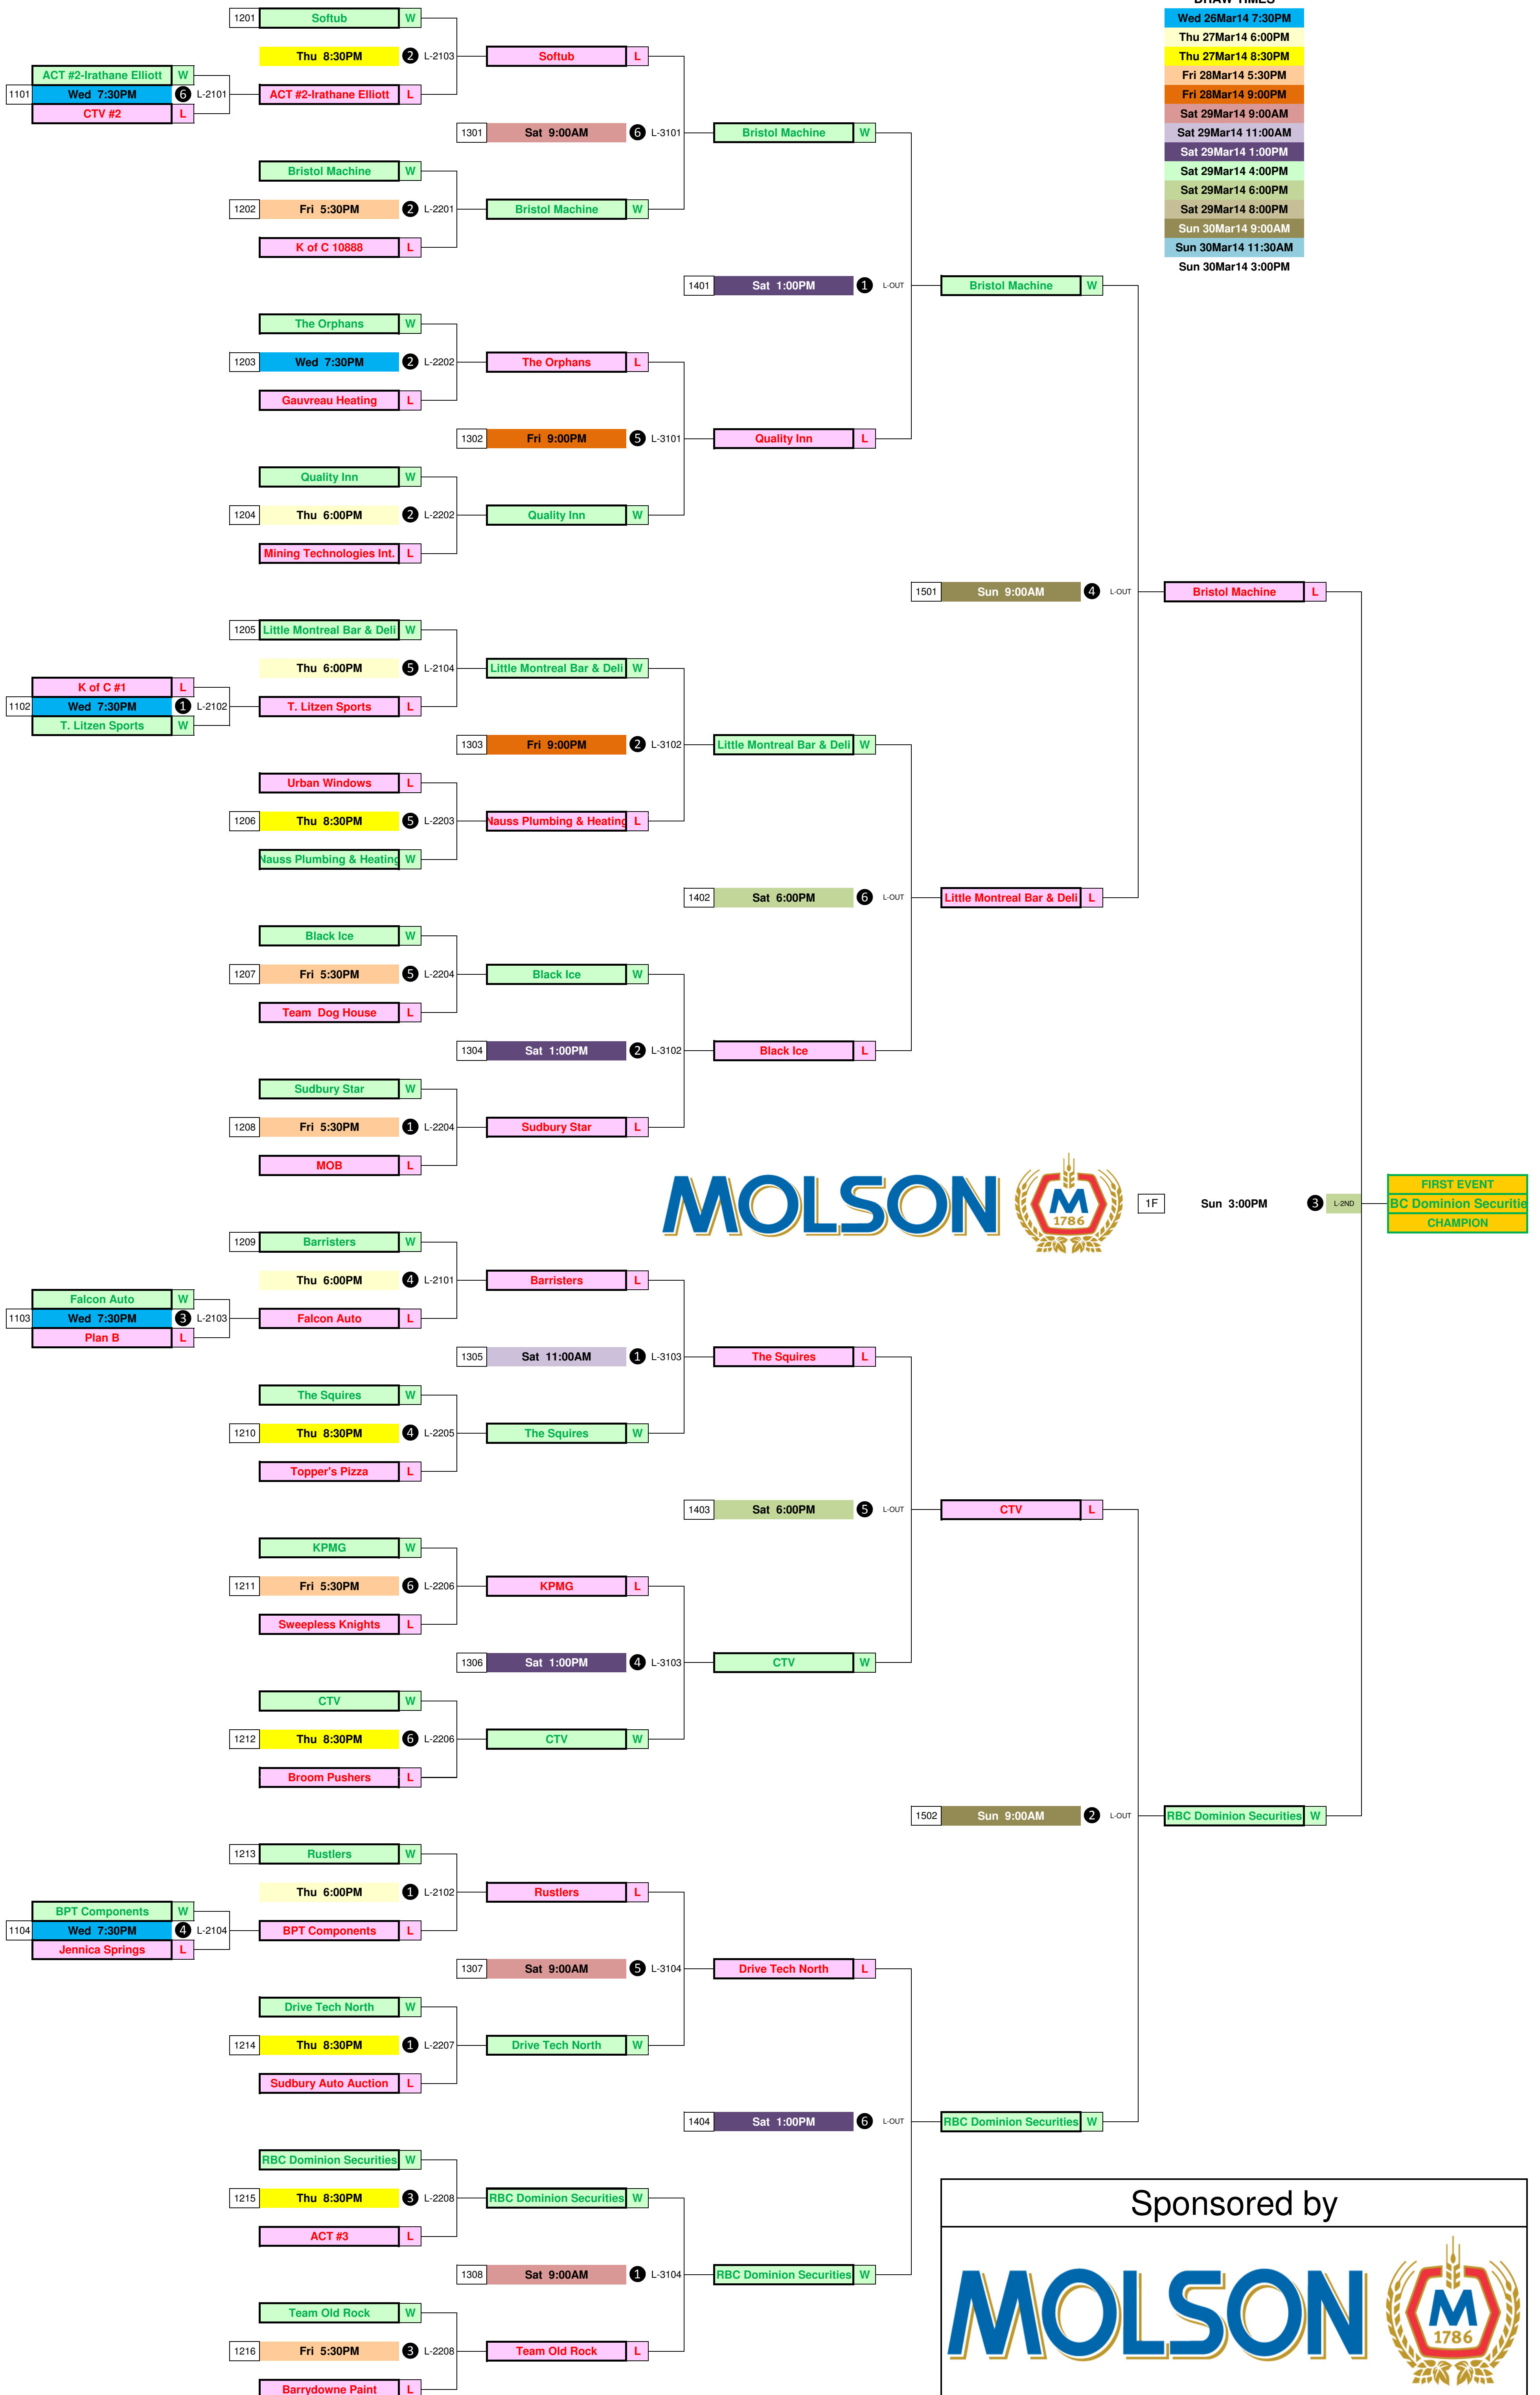 DRAW TIMES
Wed 26Mar14 7:30PM
Thu 27Mar14 6:00PM
Thu 27Mar14 8:30PM
Fri 28Mar14 5:30PM
Fri 28Mar14 9:00PM
Sat 29Mar14 9:00AM
Sat 29Mar14 11:00AM
Sat 29Mar14 1:00PM
Sat 29Mar14 4:00PM
Sat 29Mar14 6:00PM
Sat 29Mar14 8:00PM
Sun 30Mar14 9:00AM
Sun 30Mar14 11:30AM
Sun 30Mar14 3:00PM
1201 Softub W
Thu 8:30PM 2 L-2103
Softub L
ACT #2-Irathane Elliott W
1101 Wed 7:30PM 6 L-2101
CTV #2 L
ACT #2-Irathane Elliott L
1301 Sat 9:00AM 6 L-3101
Bristol Machine W
Bristol Machine W
1202 Fri 5:30PM 2 L-2201
Bristol Machine W
K of C 10888 L
1401 Sat 1:00PM 1 L-OUT
Bristol Machine W
The Orphans W
1203 Wed 7:30PM 2 L-2202
The Orphans L
Gauvreau Heating L
1302 Fri 9:00PM 5 L-3101
Quality Inn L
Quality Inn W
1204 Thu 6:00PM 2 L-2202
Quality Inn W
Mining Technologies Int. L
1501 Sun 9:00AM 4 L-OUT
Bristol Machine L
1205 Little Montreal Bar & Deli W
Thu 6:00PM 5 L-2104
Little Montreal Bar & Deli W
K of C #1 L
1102 Wed 7:30PM 1 L-2102
T. Litzen Sports W
T. Litzen Sports L
1303 Fri 9:00PM 2 L-3102
Little Montreal Bar & Deli W
Urban Windows L
1206 Thu 8:30PM 5 L-2203
Nauss Plumbing & Heating L
Nauss Plumbing & Heating W
1402 Sat 6:00PM 6 L-OUT
Little Montreal Bar & Deli L
Black Ice W
1207 Fri 5:30PM 5 L-2204
Black Ice W
Team Dog House L
1304 Sat 1:00PM 2 L-3102
Black Ice L
Sudbury Star W
1208 Fri 5:30PM 1 L-2204
Sudbury Star L
MOB L
MOLSON
M
1786
1F Sun 3:00PM 3 L-2ND
FIRST EVENT
BC Dominion Securitie
CHAMPION
1209 Barristers W
Thu 6:00PM 4 L-2101
Barristers L
Falcon Auto W
1103 Wed 7:30PM 3 L-2103
Plan B L
Falcon Auto L
1305 Sat 11:00AM 1 L-3103
The Squires L
The Squires W
1210 Thu 8:30PM 4 L-2205
The Squires W
Topper's Pizza L
1403 Sat 6:00PM 5 L-OUT
CTV L
KPMG W
1211 Fri 5:30PM 6 L-2206
KPMG L
Sweepless Knights L
1306 Sat 1:00PM 4 L-3103
CTV W
CTV W
1212 Thu 8:30PM 6 L-2206
CTV W
Broom Pushers L
1502 Sun 9:00AM 2 L-OUT
RBC Dominion Securities W
1213 Rustlers W
Thu 6:00PM 1 L-2102
Rustlers L
BPT Components W
1104 Wed 7:30PM 4 L-2104
Jennica Springs L
BPT Components L
1307 Sat 9:00AM 5 L-3104
Drive Tech North L
Drive Tech North W
1214 Thu 8:30PM 1 L-2207
Drive Tech North W
Sudbury Auto Auction L
1404 Sat 1:00PM 6 L-OUT
RBC Dominion Securities W
RBC Dominion Securities W
1215 Thu 8:30PM 3 L-2208
RBC Dominion Securities W
ACT #3 L
1308 Sat 9:00AM 1 L-3104
RBC Dominion Securities W
Team Old Rock W
1216 Fri 5:30PM 3 L-2208
Team Old Rock L
Barrydowne Paint L
Sponsored by
MOLSON
M
1786